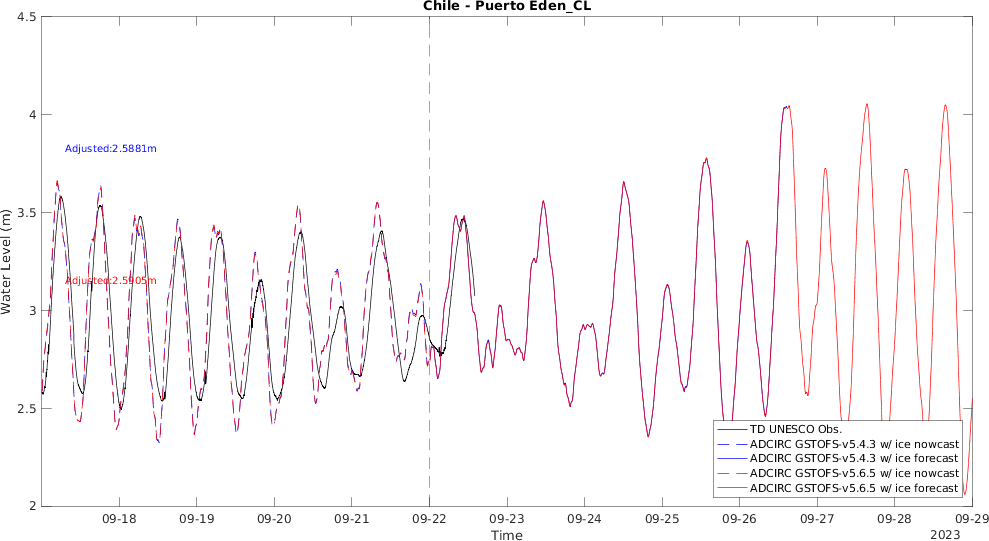 Chile - Puerto Eden_CL
4.5
4
3.5
3
2.5
2
Water Level (m)
Adjusted:2.5881m
Adjusted:2.5905m
TD UNESCO Obs.
ADCIRC GSTOFS-v5.4.3 w/ ice nowcast
ADCIRC GSTOFS-v5.4.3 w/ ice forecast
ADCIRC GSTOFS-v5.6.5 w/ ice nowcast
ADCIRC GSTOFS-v5.6.5 w/ ice forecast
09-18 09-19 09-20 09-21 09-22 09-23 09-24 09-25 09-26 09-27 09-28 09-29
Time
2023